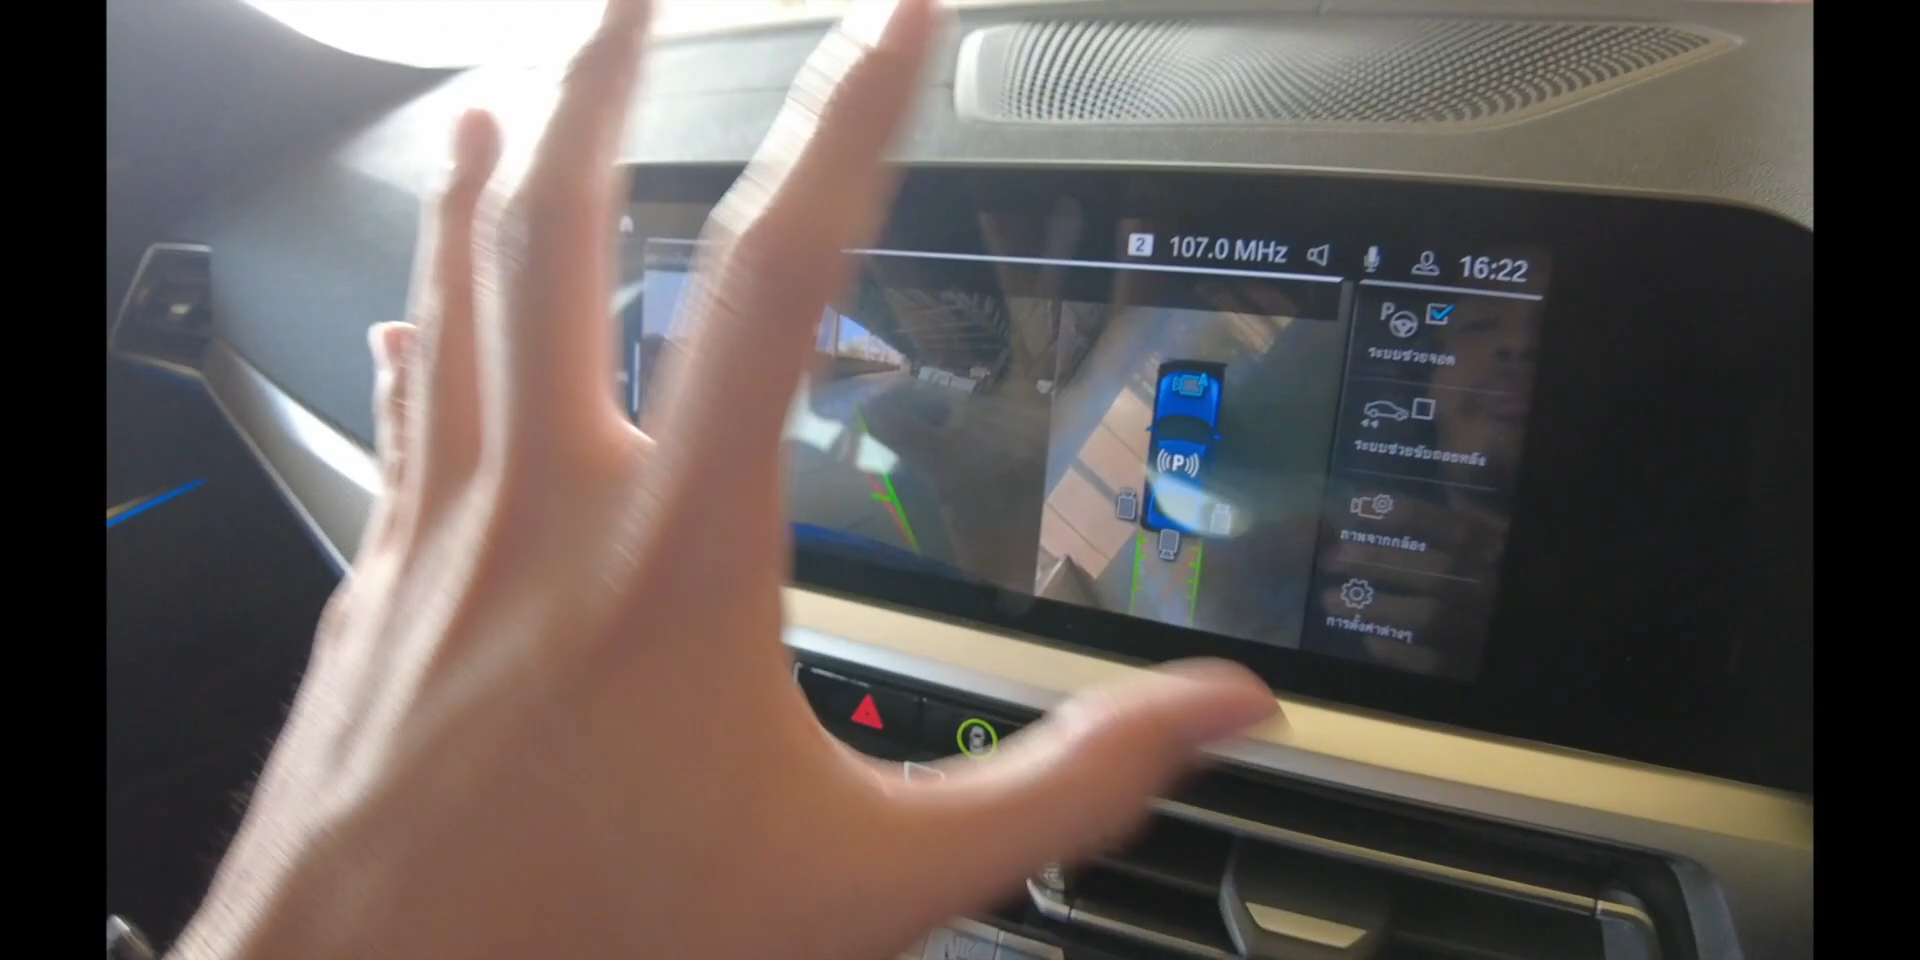 2 107.0 MHz 16:22
P
ระบบช่วยจอด
ระบบช่วยขับถอยหลัง
ภาพจากกล้อง
การตั้งค่าต่างๆ
A
P